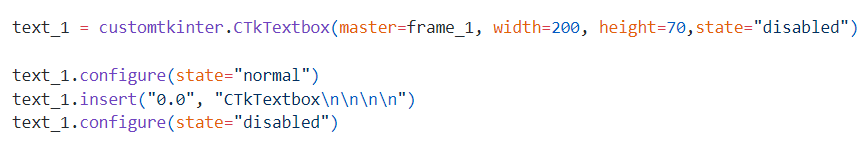 text_1 = customtkinter.CTkTextbox(master=frame_1, width=200, height=70,state="disabled")
text_1.configure(state="normal")
text_1.insert("0.0", "CTkTextbox\n\n\n\n")
text_1.configure(state="disabled")